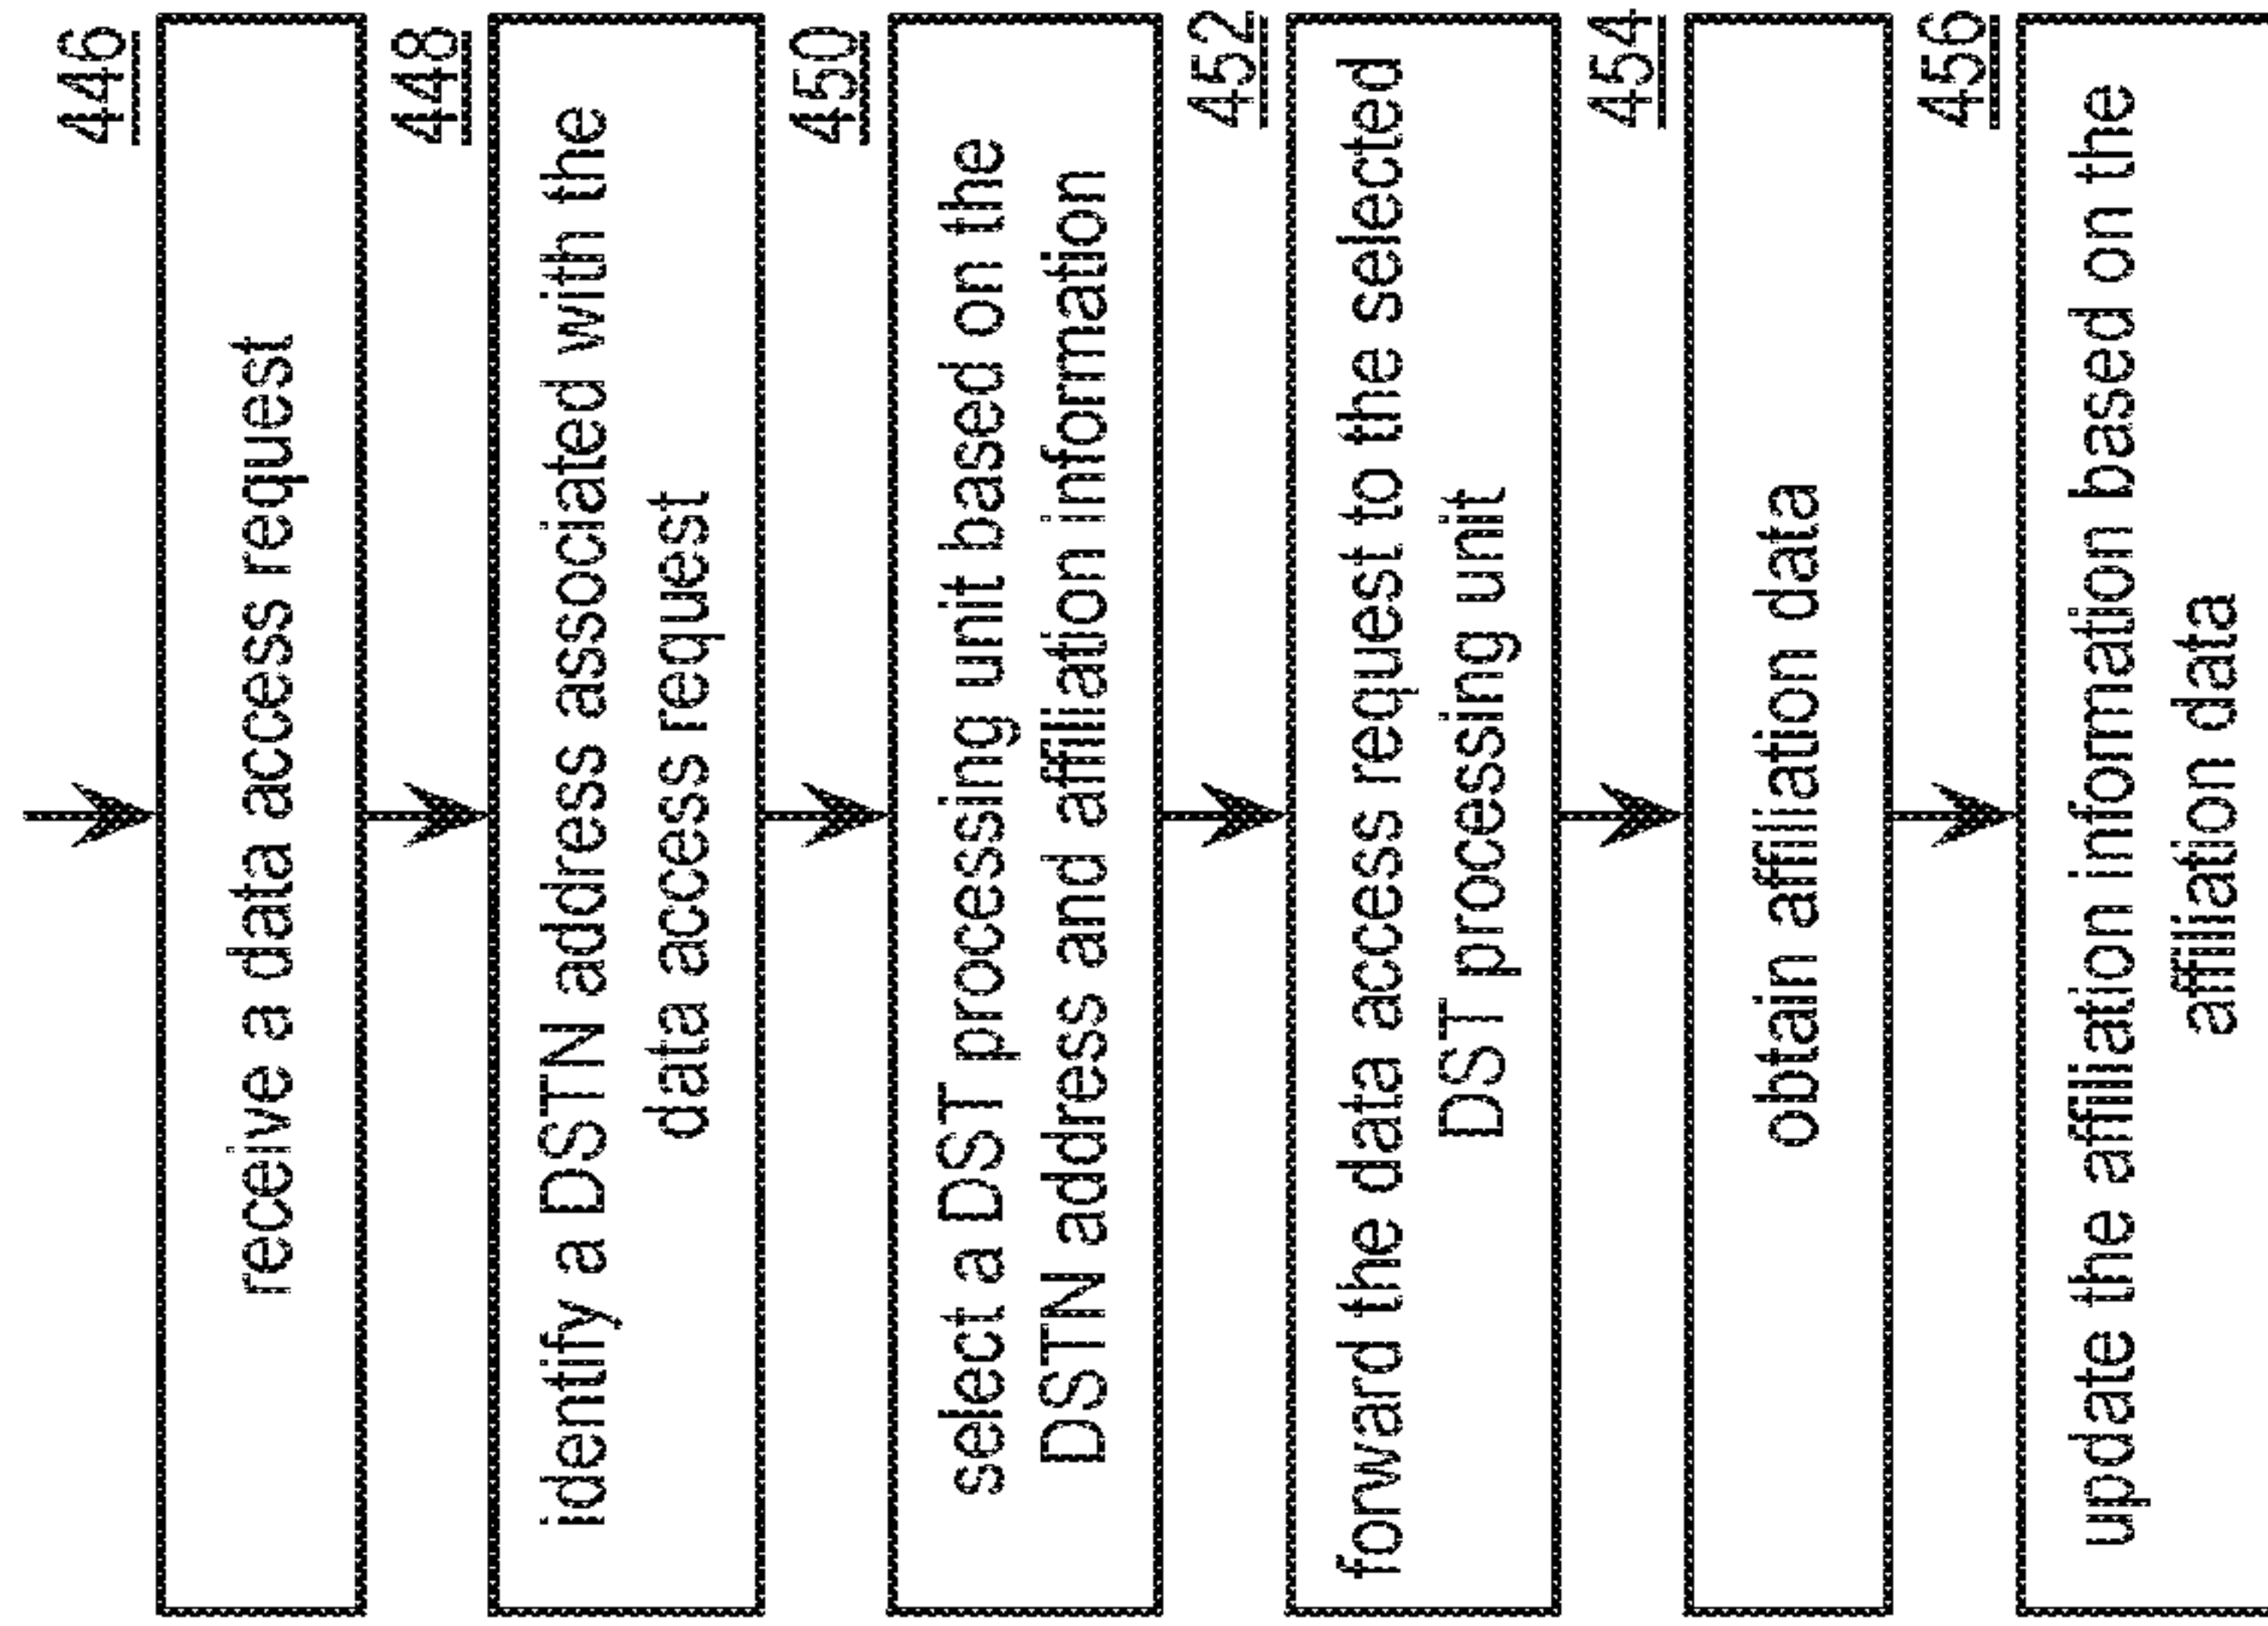 446
receive a data access request
448
identify a DSTN address associated with the
data access request
450
select a DST processing unit based on the
DSTN address and affiliation information
452
forward the data access request to the selected
DST processing unit
454
obtain affiliation data
456
update the affiliation information based on the
affiliation data